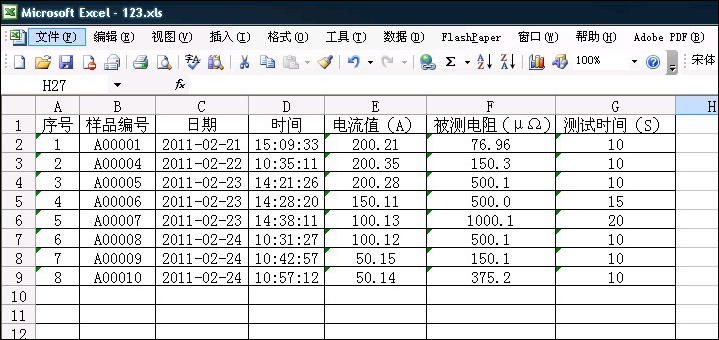 Microsoft Excel - 123.xls
文件(F) 编辑(E) 视图(V) 插入(I) 格式(O) 工具(T) 数据(D) FlashPaper 窗口(W) 帮助(H) Adobe PDF(B)
Σ 100% 宋体
H27 fx
A B C D E F G H
1 序号 样品编号 日期 时间 电流值(A) 被测电阻(μΩ) 测试时间(S)
2 1 A00001 2011-02-21 15:09:33 200.21 76.96 10
3 2 A00004 2011-02-22 10:35:11 200.35 150.3 10
4 3 A00005 2011-02-23 14:21:26 200.28 500.1 10
5 4 A00006 2011-02-23 14:28:20 150.11 500.0 15
6 5 A00007 2011-02-23 14:38:11 100.13 1000.1 20
7 6 A00008 2011-02-24 10:31:27 100.12 500.1 10
8 7 A00009 2011-02-24 10:42:57 50.15 150.1 10
9 8 A00010 2011-02-24 10:57:12 50.14 375.2 10
10
11
12